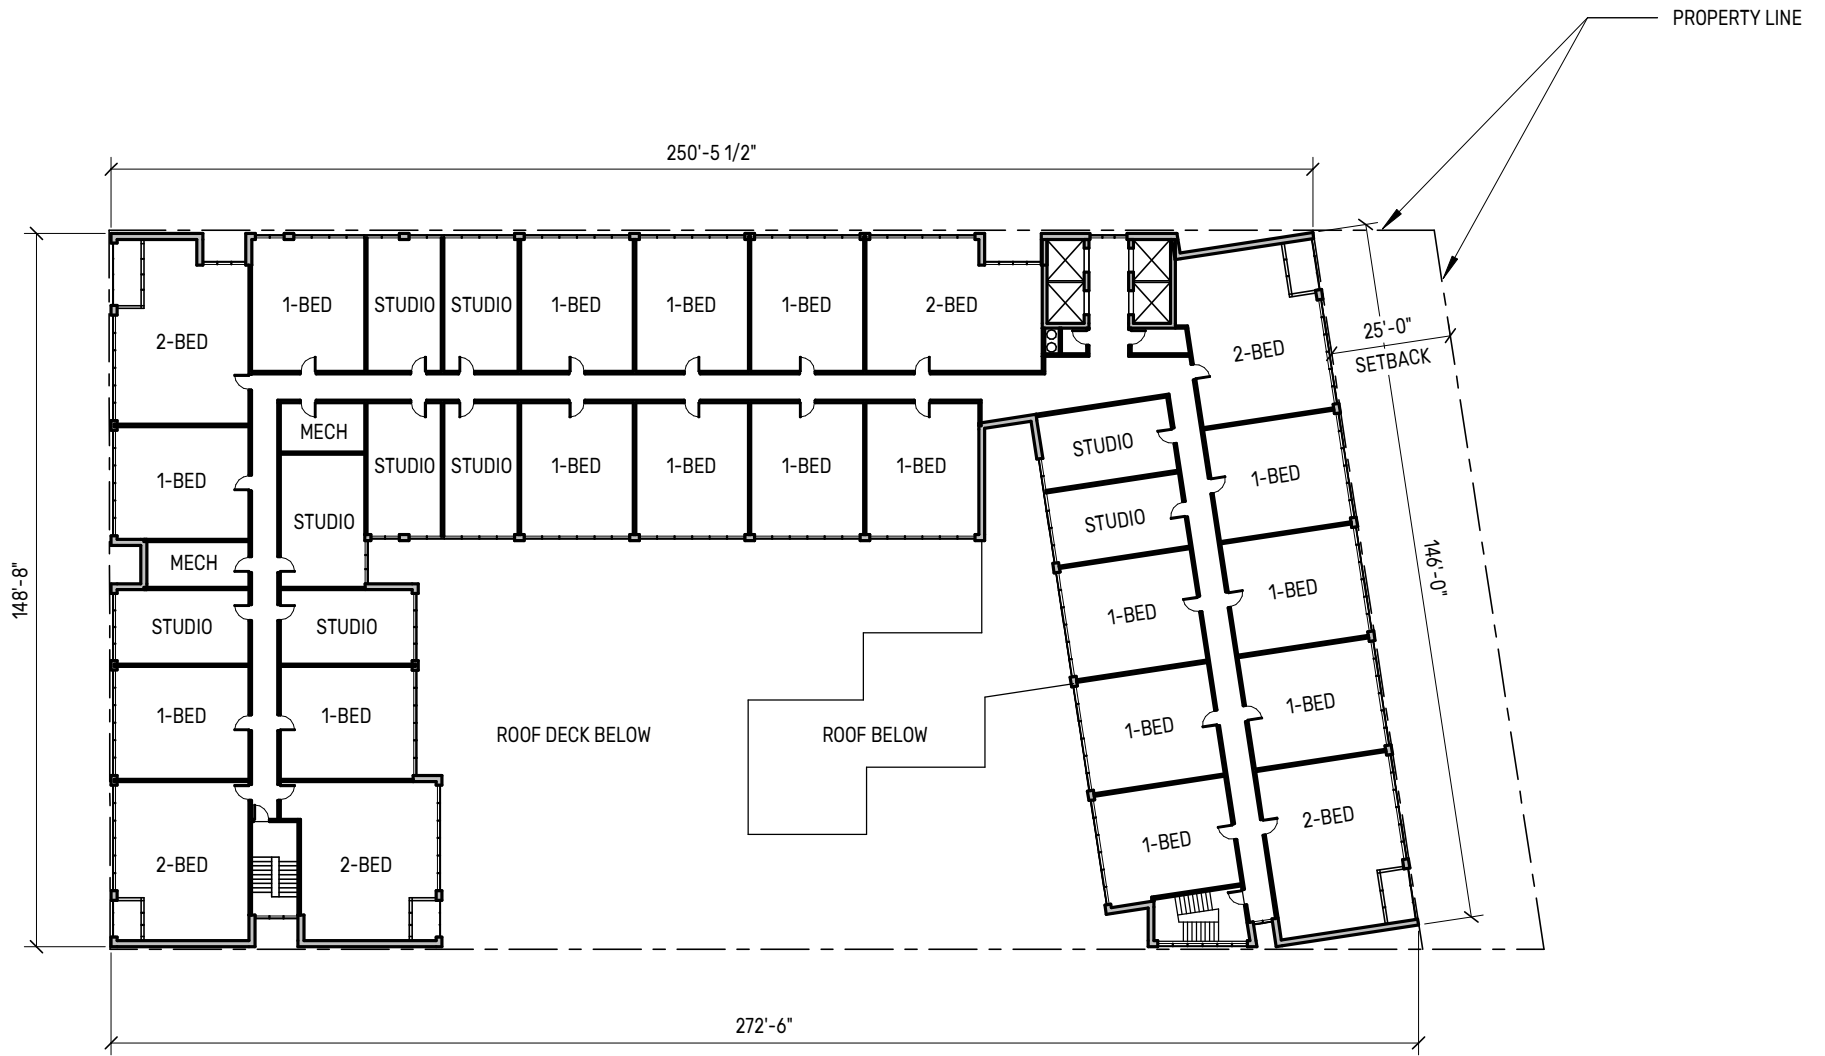 PROPERTY LINE
250'-5 1/2"
1-BED
STUDIO
STUDIO
1-BED
1-BED
1-BED
2-BED
2-BED
2-BED
25'-0"
SETBACK
MECH
STUDIO
STUDIO
STUDIO
1-BED
1-BED
1-BED
1-BED
1-BED
1-BED
STUDIO
STUDIO
MECH
1-BED
1-BED
146'-0"
148'-8"
STUDIO
STUDIO
1-BED
1-BED
1-BED
1-BED
ROOF DECK BELOW
ROOF BELOW
2-BED
2-BED
1-BED
2-BED
272'-6"